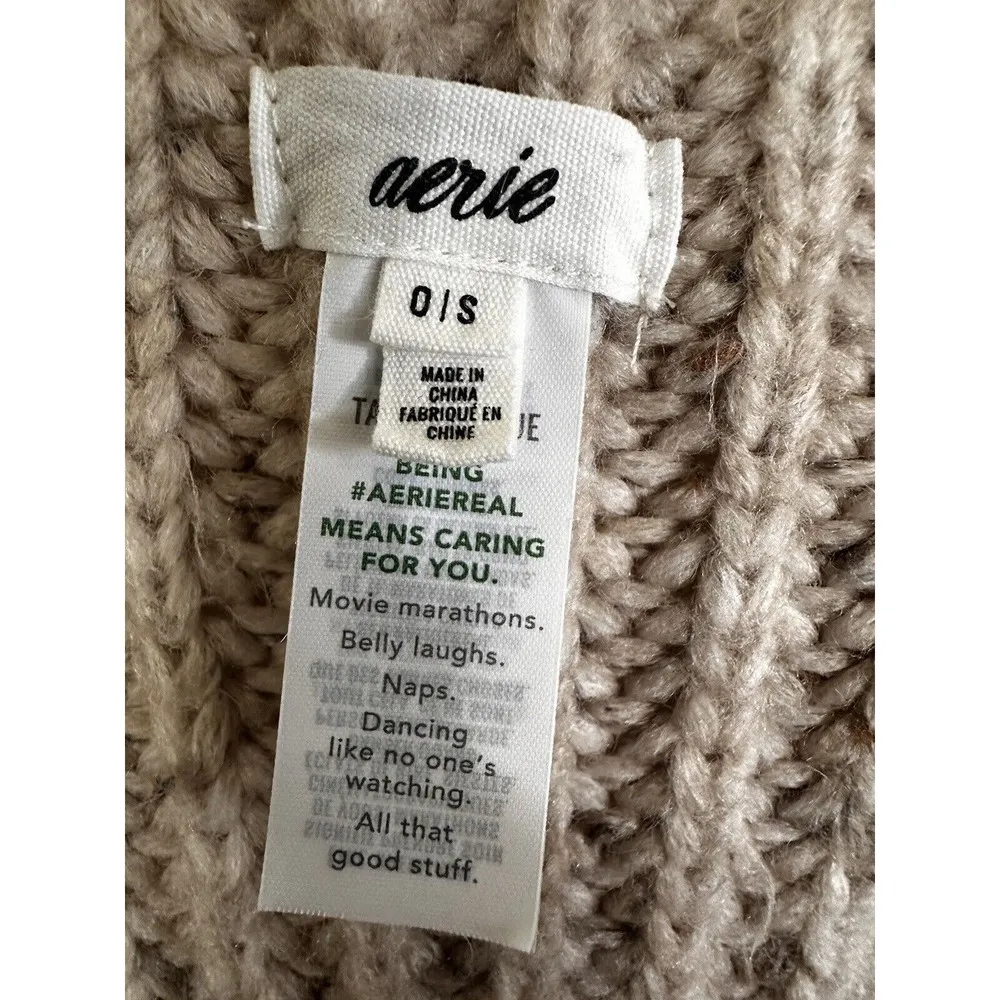 aerie
O/S
MADE IN
CHINA
FABRIQUÉ EN
CHINE
BEING
#AERIEREAL
MEANS CARING
FOR YOU.
Movie marathons.
Belly laughs.
Naps.
Dancing
like no one's
watching.
All that
good stuff.